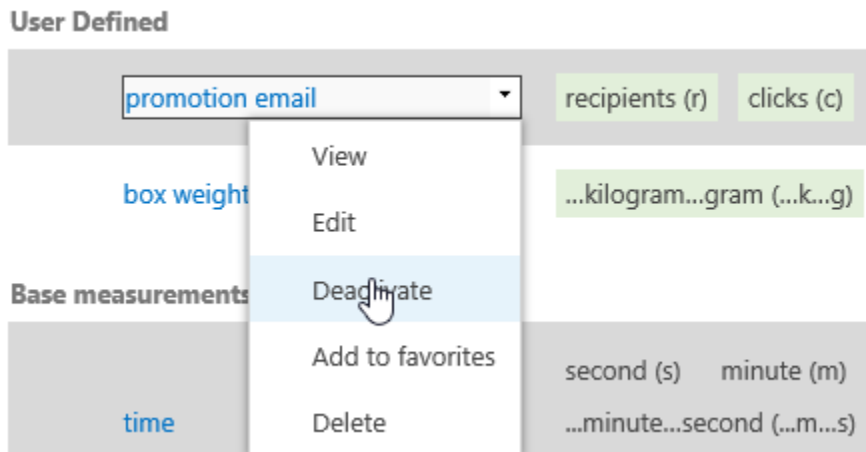 User Defined
promotion email recipients (r) clicks (c)
View
box weight ...kilogram...gram (...k...g)
Edit
Base measurements Deactivate
Add to favorites second (s) minute (m)
time Delete ...minute...second (...m...s)